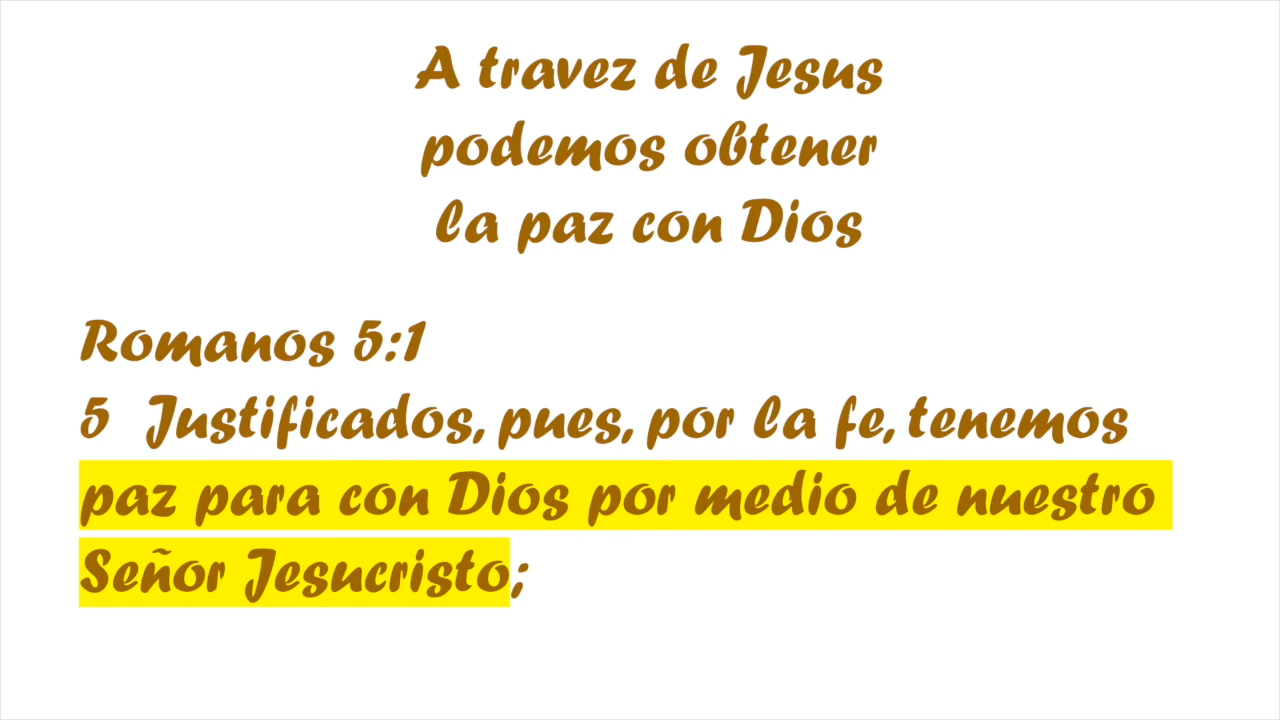 A travez de Jesus
podemos obtener
la paz con Dios
Romanos 5:1
5 Justificados, pues, por la fe, tenemos
paz para con Dios por medio de nuestro
Señor Jesucristo;